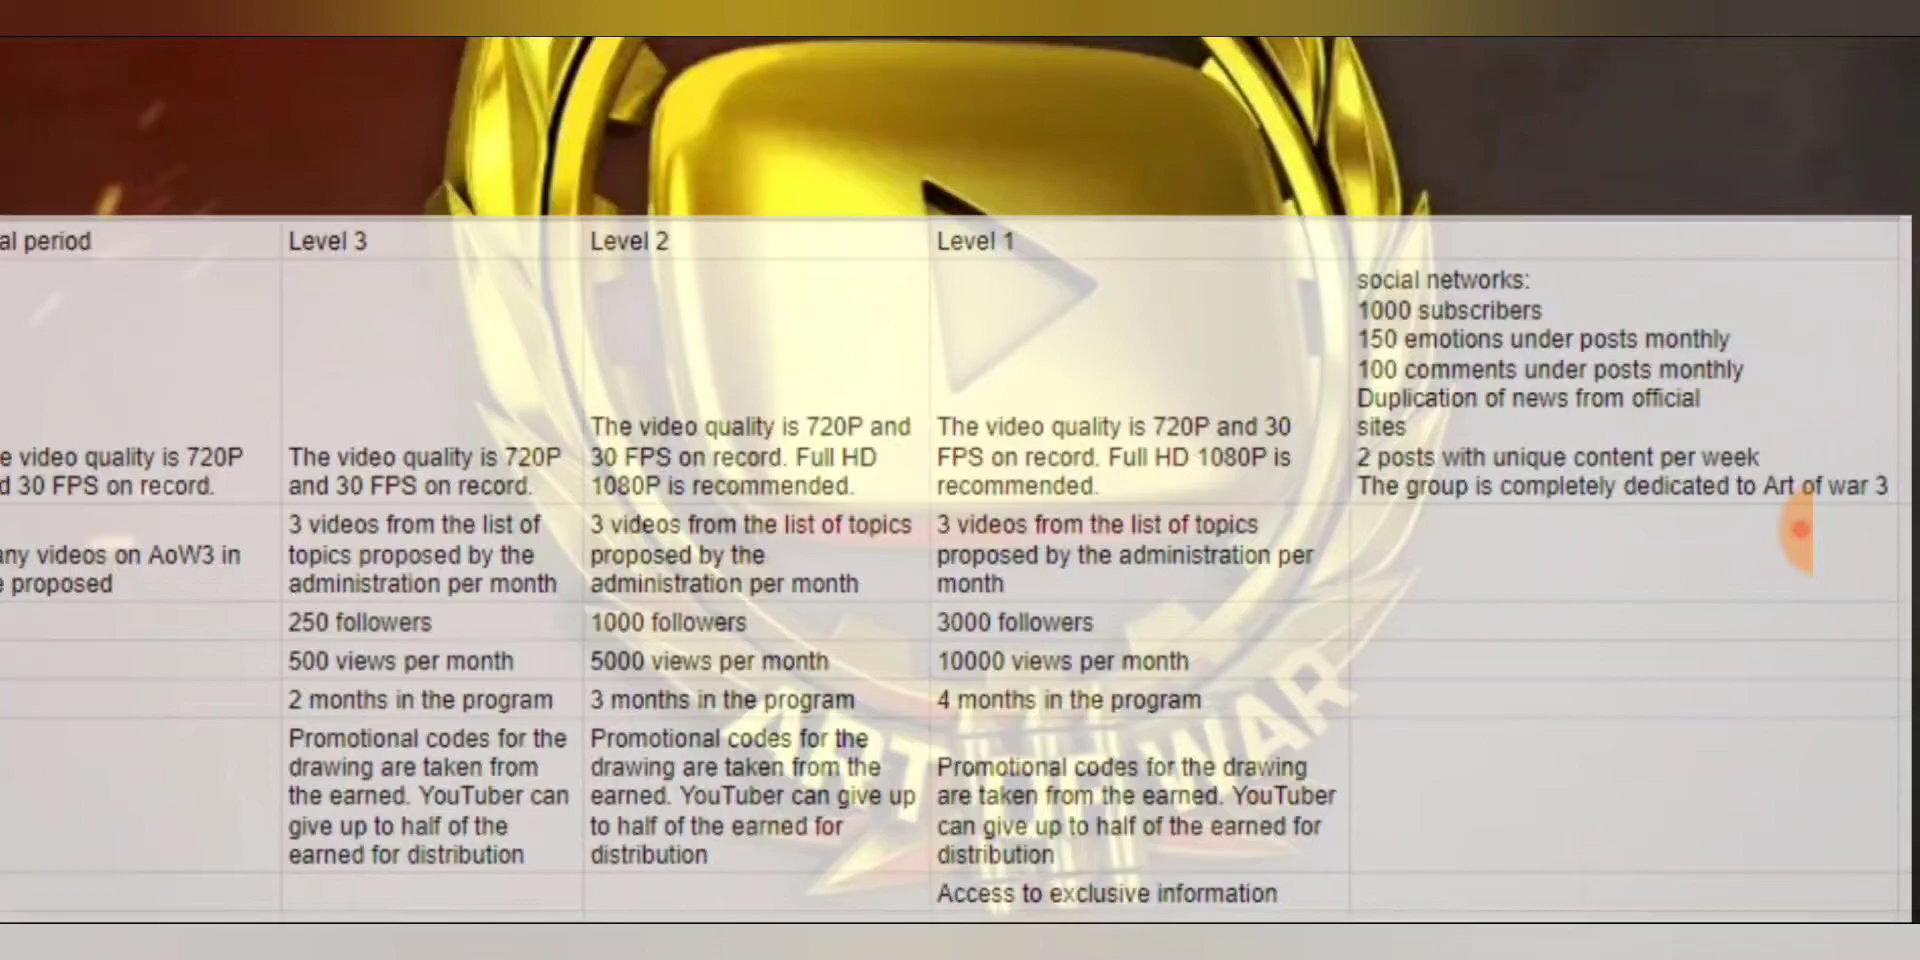 al period
Level 3
Level 2
Level 1
social networks:
1000 subscribers
150 emotions under posts monthly
100 comments under posts monthly
Duplication of news from official
sites
2 posts with unique content per week
The group is completely dedicated to Art of war 3
e video quality is 720P
d 30 FPS on record.
The video quality is 720P
and 30 FPS on record.
The video quality is 720P and
30 FPS on record. Full HD
1080P is recommended.
The video quality is 720P and 30
FPS on record. Full HD 1080P is
recommended.
any videos on AoW3 in
e proposed
3 videos from the list of
topics proposed by the
administration per month
3 videos from the list of topics
proposed by the
administration per month
3 videos from the list of topics
proposed by the administration per
month
250 followers
1000 followers
3000 followers
500 views per month
5000 views per month
10000 views per month
2 months in the program
3 months in the program
4 months in the program
Promotional codes for the
drawing are taken from
the earned. YouTuber can
give up to half of the
earned for distribution
Promotional codes for the
drawing are taken from the
earned. YouTuber can give up
to half of the earned for
distribution
Promotional codes for the drawing
are taken from the earned. YouTuber
can give up to half of the earned for
distribution
Access to exclusive information
ART OF WAR